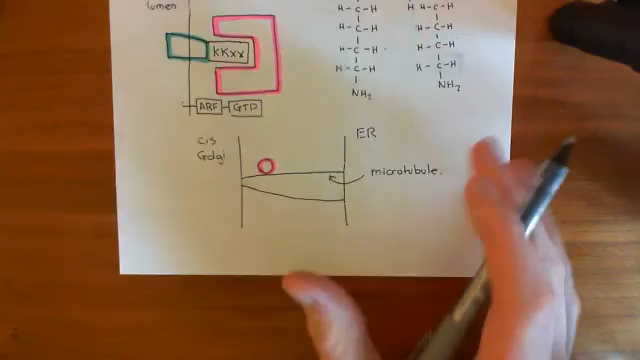 lumen
KKxx
ARF GTP
H-C-H
H-C-H
H-C-H
H-C-H
NH₂
H H-C-H
H-C-H
H-C-H
H-C-H
NH₂
cis
Golgi
ER
microtubule.